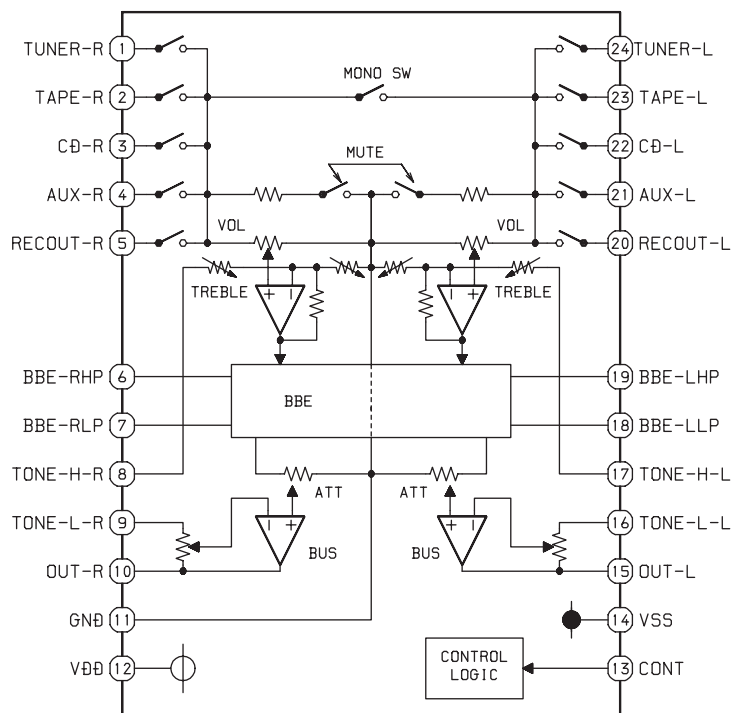 TUNER-R 1 24 TUNER-L
MONO SW
TAPE-R 2 23 TAPE-L
CD-R 3 22 CD-L
MUTE
AUX-R 4 21 AUX-L
VOL VOL
RECOUT-R 5 20 RECOUT-L
TREBLE + - - + TREBLE
BBE-RHP 6 19 BBE-LHP
BBE
BBE-RLP 7 18 BBE-LLP
TONE-H-R 8 17 TONE-H-L
ATT ATT
TONE-L-R 9 - + + - 16 TONE-L-L
BUS BUS
OUT-R 10 15 OUT-L
GND 11 14 VSS
VDD 12 13 CONT
CONTROL
LOGIC